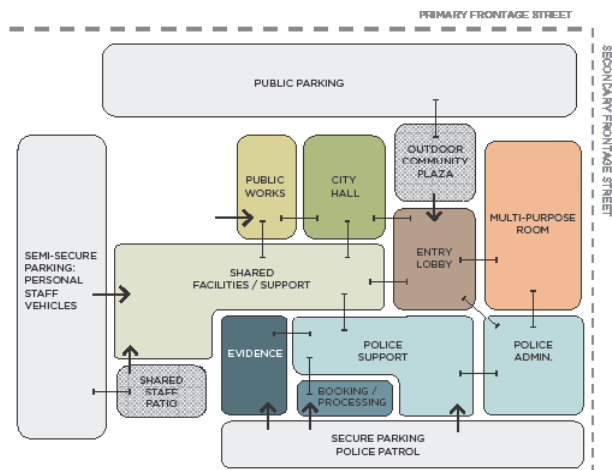 PRIMARY FRONTAGE STREET
SECONDARY FRONTAGE STREET
PUBLIC PARKING
OUTDOOR
COMMUNITY
PLAZA
PUBLIC
WORKS
CITY
HALL
MULTI-PURPOSE
ROOM
ENTRY
LOBBY
SEMI-SECURE
PARKING:
PERSONAL
STAFF
VEHICLES
SHARED
FACILITIES / SUPPORT
EVIDENCE
POLICE
SUPPORT
POLICE
ADMIN.
SHARED
STAFF
PATIO
BOOKING /
PROCESSING
SECURE PARKING
POLICE PATROL